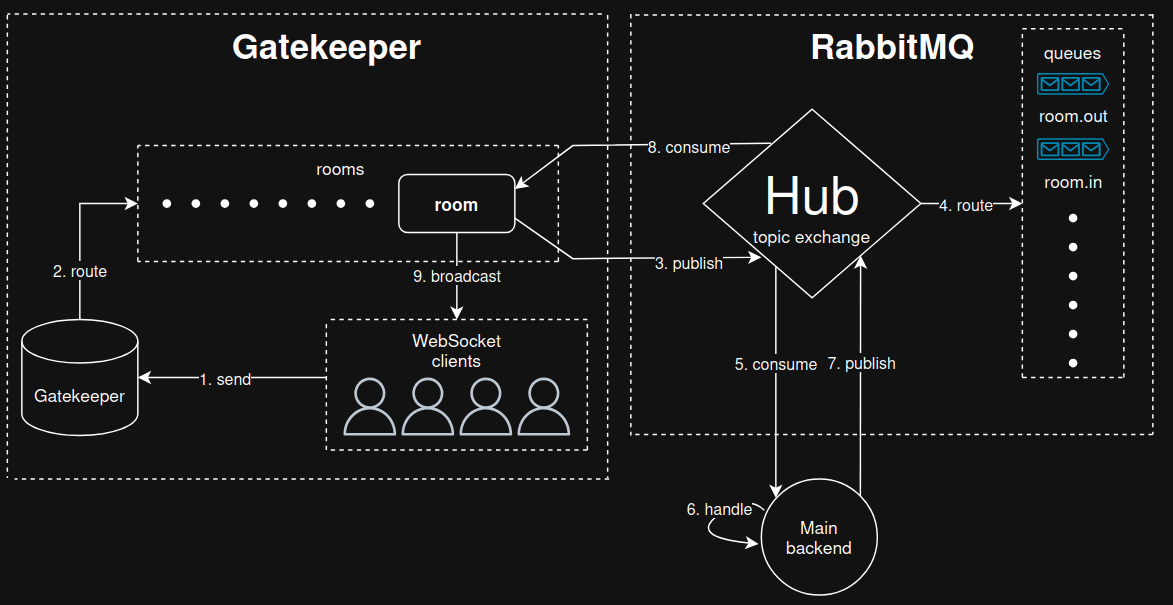 Gatekeeper
RabbitMQ
queues
room.out
room.in
rooms
room
8. consume
Hub
topic exchange
4. route
3. publish
2. route
9. broadcast
WebSocket
clients
Gatekeeper
1. send
5. consume
7. publish
6. handle
Main
backend